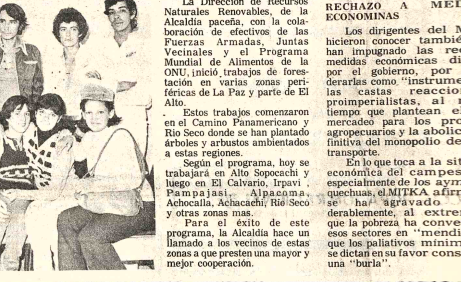 La Dirección de Recursos
Naturales Renovables, de la
Alcaldía paceña, con la cola-
boración de efectivos de las
Fuerzas Armadas, Juntas
Vecinales y el Programa
Mundial de Alimentos de la
ONU, inició trabajos de fores-
tación en varias zonas peri-
féricas de La Paz y parte de El
Alto.
Estos trabajos comenzaron
en el Camino Panamericano y
Río Seco donde se han plantado
árboles y arbustos ambientados
a estas regiones.
Según el programa, hoy se
trabajará en Alto Sopocachi y
luego en El Calvario, Irpavi,
Pampajasi, Alpacoma,
Achocalla, Achacachi, Río Seco
y otras zonas mas.
Para el éxito de este
programa, la Alcaldía hace un
llamado a los vecinos de estas
zonas a que presten una mayor y
mejor cooperación.
RECHAZO A MED
ECONOMINAS
Los dirigentes del M
hicieron conocer también
han impugnado las rec
medidas económicas di
por el gobierno, por
derarlas como "instrume
las castas reaccio
proimperialistas, al
tiempo que plantean e
mercadeo para los pro
agropecuarios y la abolic
finitiva del monopolio de
transporte.
En lo que toca a la sit
económica del campes
especialmente de los aym
quechuas, el MITKA afir
se ha agravado
derablemente, al extre
que la pobreza ha conve
esos sectores en "mendi
que los paliativos mínim
se dictan en su favor cons
una "burla".